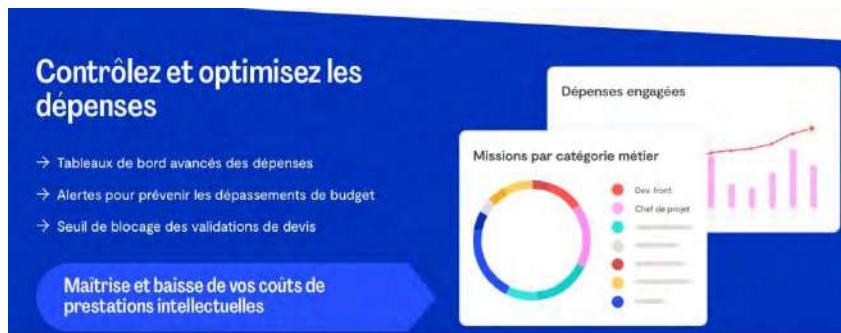 Contrôlez et optimisez les
dépenses
→ Tableaux de bord avancés des dépenses
→ Alertes pour prévenir les dépassements de budget
→ Seuil de blocage des validations de devis
Maîtrise et baisse de vos coûts de
prestations intellectuelles
Dépenses engagées
Missions par catégorie métier
Dev front
Chef de projet